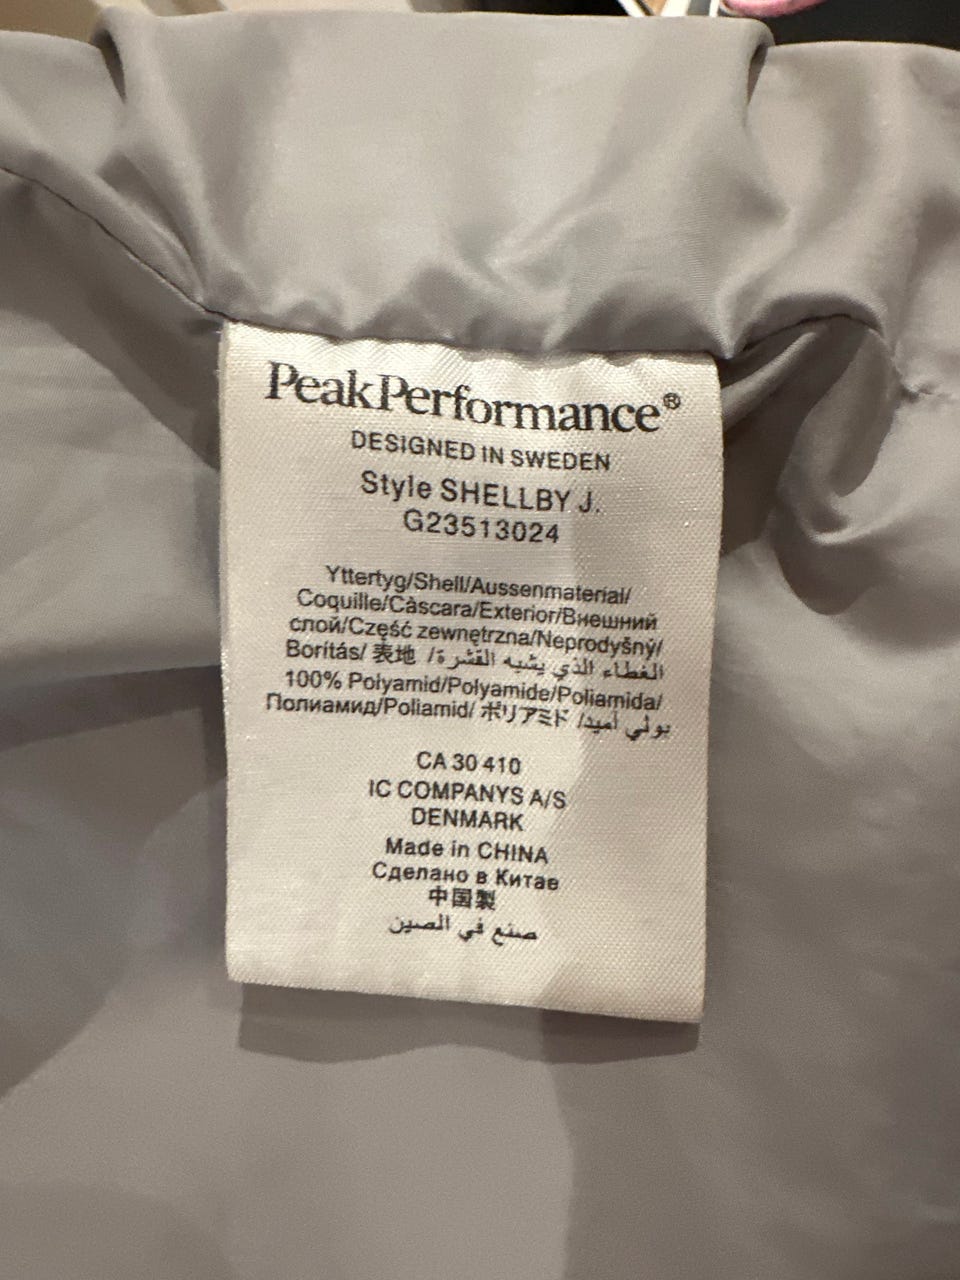 PeakPerformance®
DESIGNED IN SWEDEN
Style SHELLBY J.
G23513024
Yttertyg/Shell/Aussenmaterial/
Coquille/Càscara/Exterior/Внешний
слой/Część zewnętrzna/Neprodyšný/
Borítás/ 表地 /الغطاء الذي يشبه القشرة
100% Polyamid/Polyamide/Poliamida/
Полиамид/Poliamid/ ポリアミド /بولي أميد
CA 30 410
IC COMPANYS A/S
DENMARK
Made in CHINA
Сделано в Китае
中国製
صنع في الصين